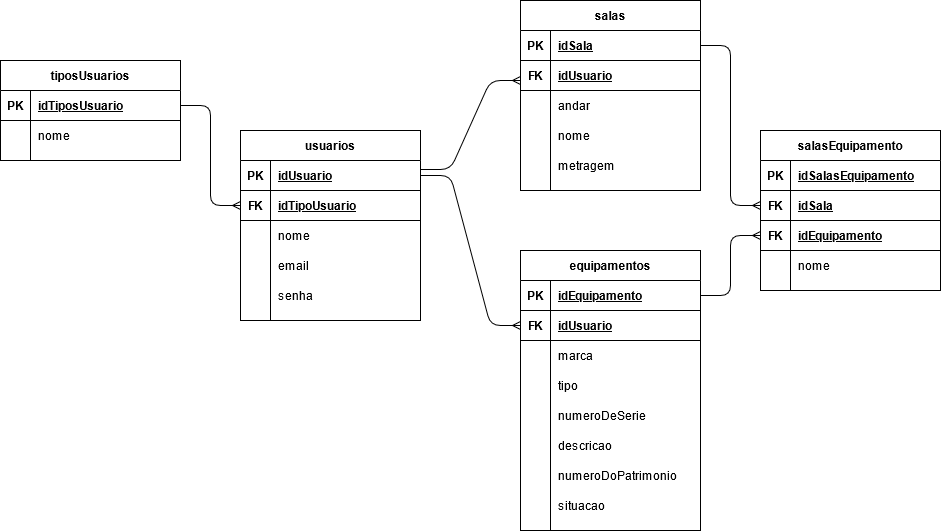 tiposUsuarios
PK idTiposUsuario
nome
usuarios
PK idUsuario
FK idTipoUsuario
nome
email
senha
salas
PK idSala
FK idUsuario
andar
nome
metragem
equipamentos
PK idEquipamento
FK idUsuario
marca
tipo
numeroDeSerie
descricao
numeroDoPatrimonio
situacao
salasEquipamento
PK idSalasEquipamento
FK idSala
FK idEquipamento
nome